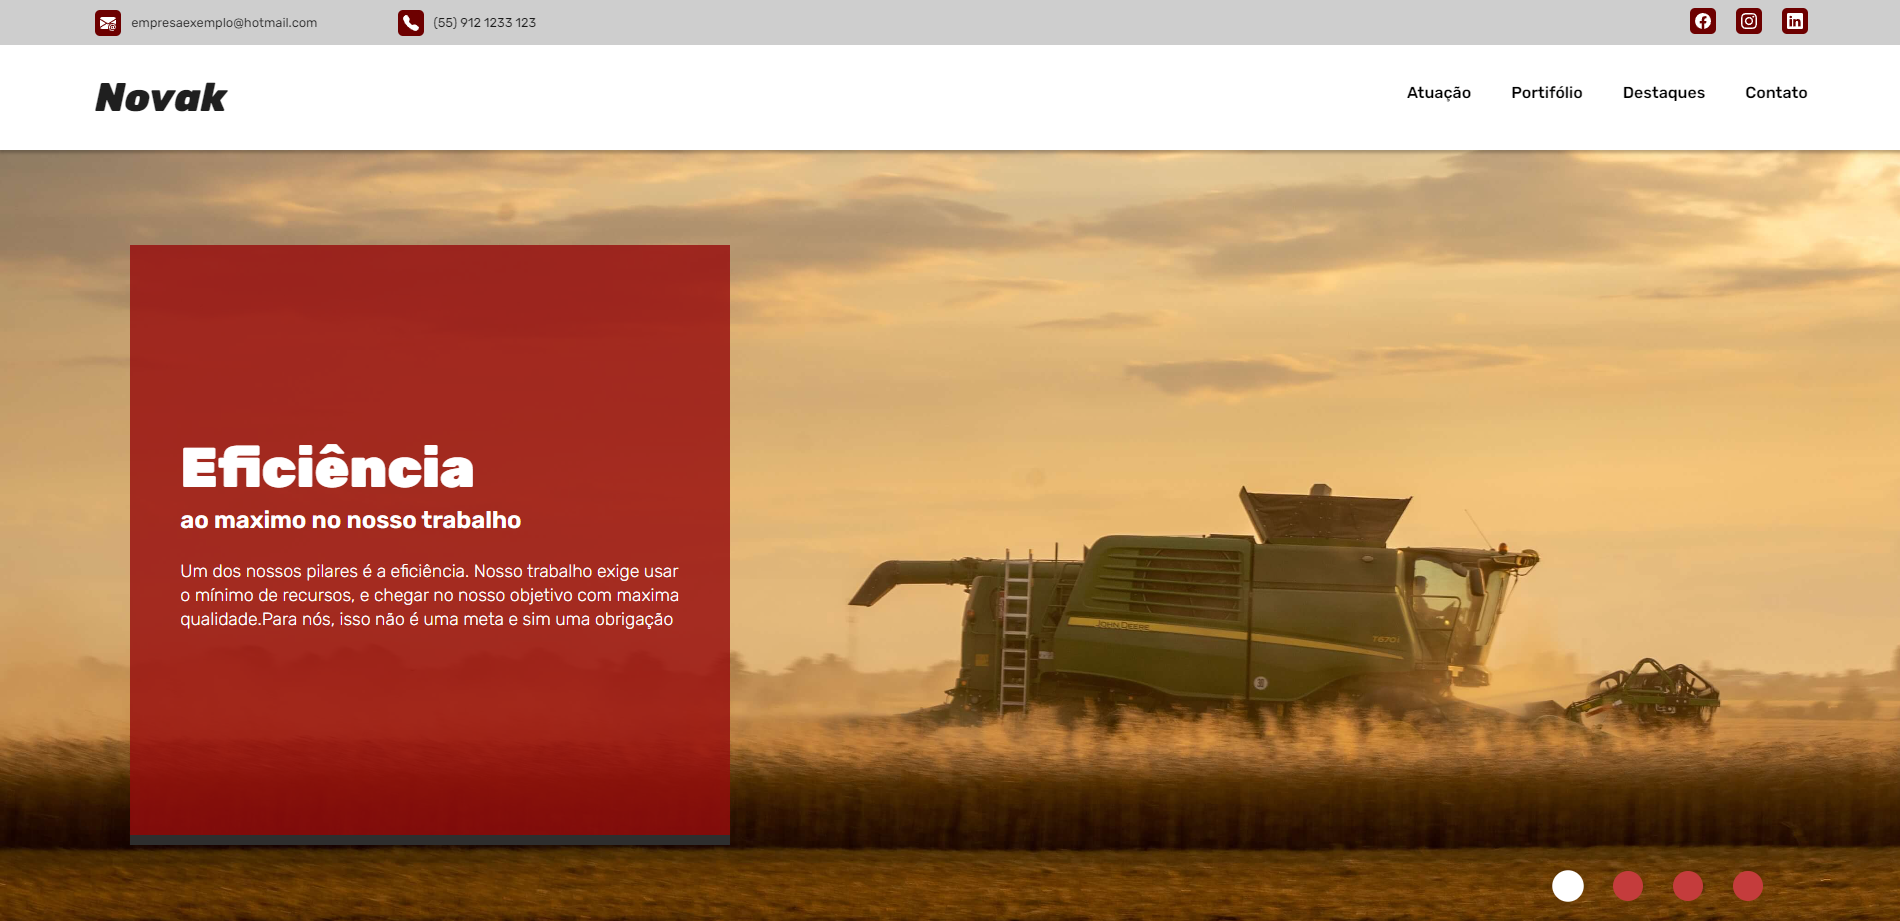 empresaexemplo@hotmail.com
(55) 912 1233 123
Novak
Atuação
Portifólio
Destaques
Contato
Eficiência
ao maximo no nosso trabalho
Um dos nossos pilares é a eficiência. Nosso trabalho exige usar
o mínimo de recursos, e chegar no nosso objetivo com maxima
qualidade.Para nós, isso não é uma meta e sim uma obrigação
JOHN DEERE
T670i